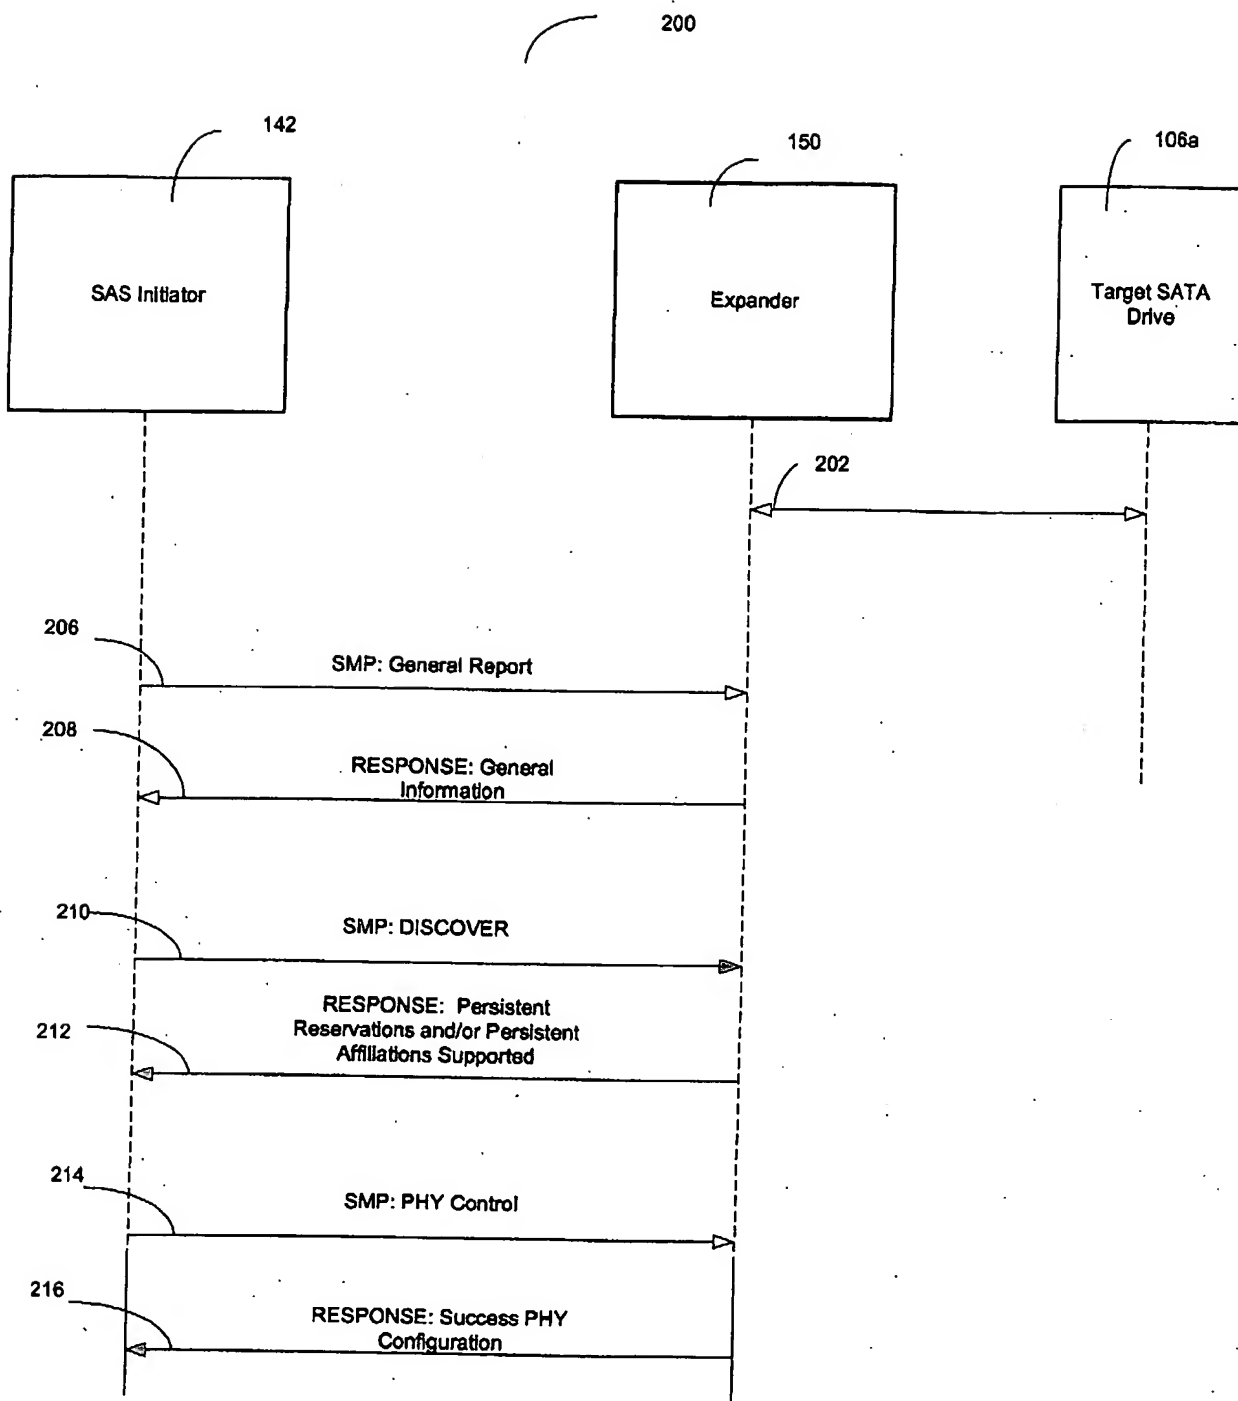 200
142
150
106a
SAS Initiator
Expander
Target SATA
Drive
202
206
SMP: General Report
208
RESPONSE: General
Information
210
SMP: DISCOVER
RESPONSE: Persistent
Reservations and/or Persistent
Affiliations Supported
212
214
SMP: PHY Control
216
RESPONSE: Success PHY
Configuration